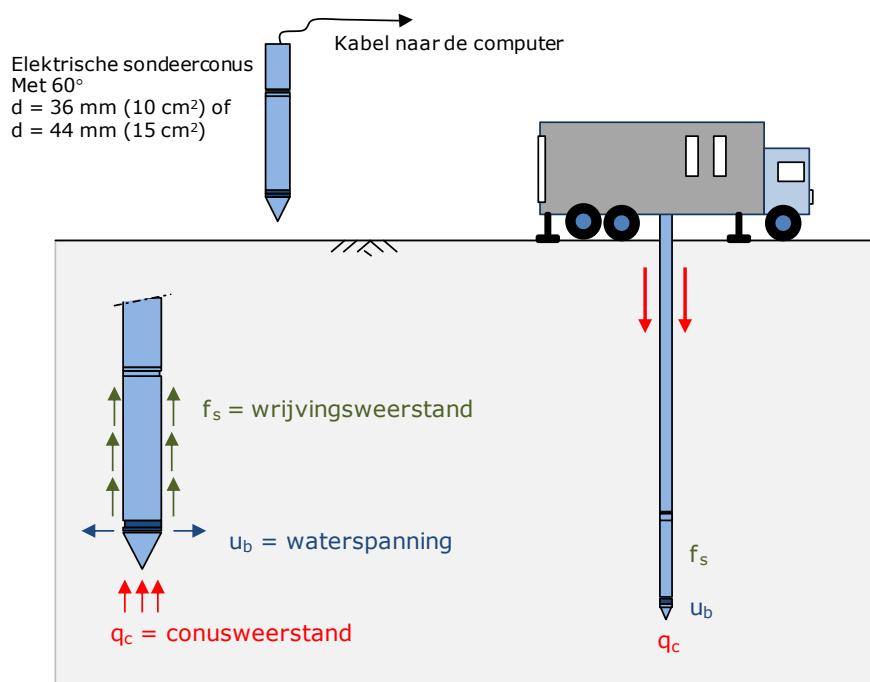 Kabel naar de computer
Elektrische sondeerconus
Met 60°
d = 36 mm (10 cm²) of
d = 44 mm (15 cm²)
fs = wrijvingsweerstand
ub = waterspanning
qc = conusweerstand
fs
ub
qc